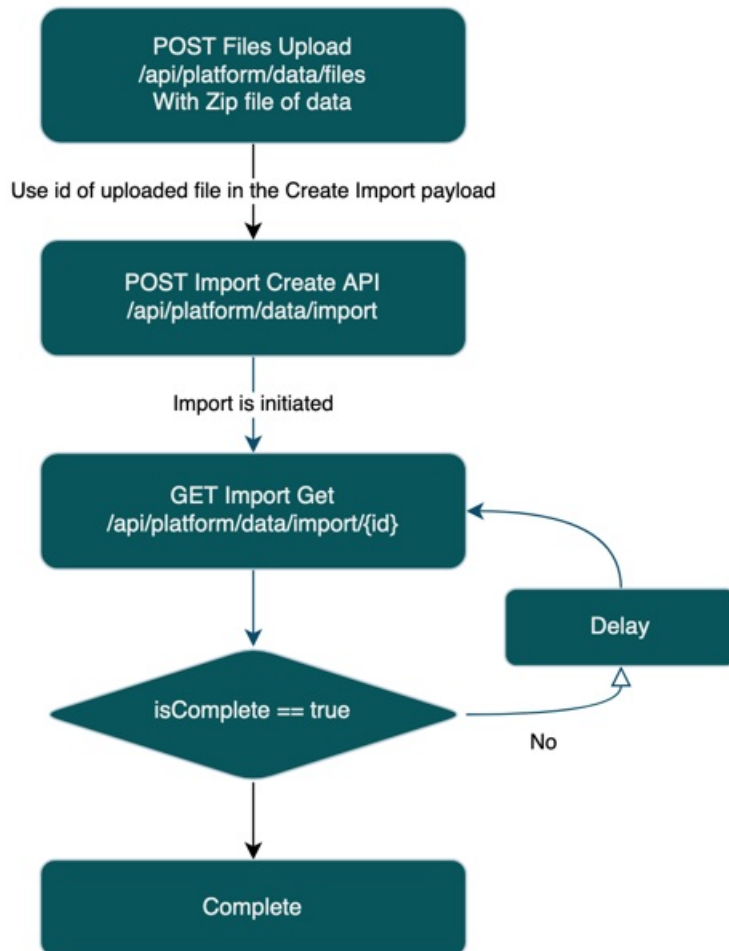 POST Files Upload
/api/platform/data/files
With Zip file of data
Use id of uploaded file in the Create Import payload
POST Import Create API
/api/platform/data/import
Import is initiated
GET Import Get
/api/platform/data/import/{id}
Delay
isComplete == true
No
Complete